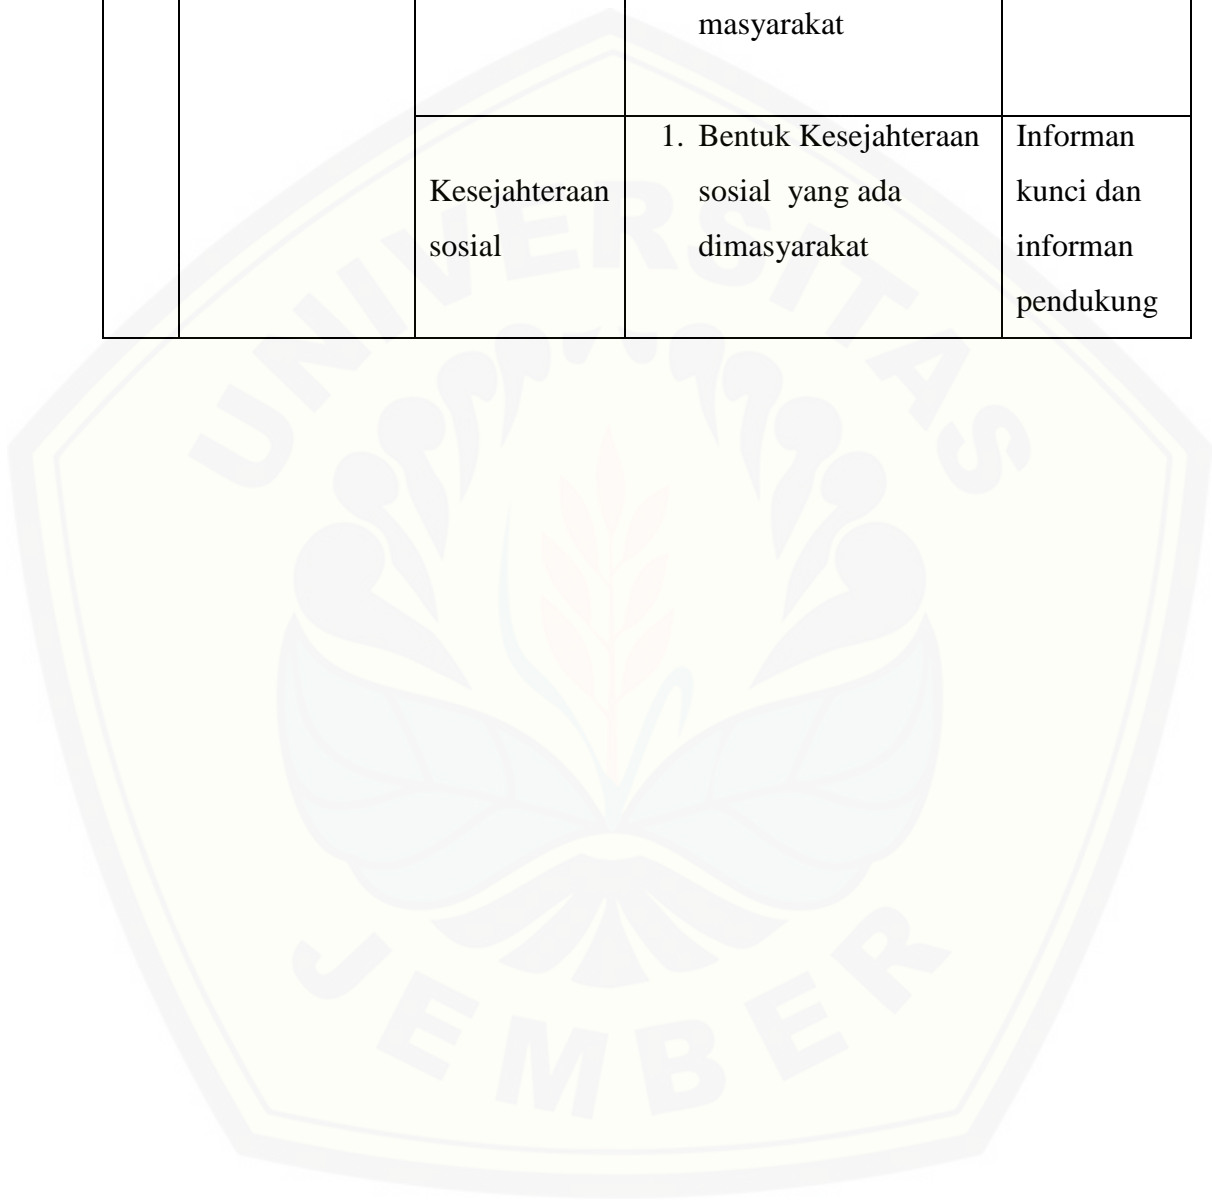 masyarakat
Kesejahteraan
sosial
1. Bentuk Kesejahteraan
sosial yang ada
dimasyarakat
Informan
kunci dan
informan
pendukung
UNIVERSITAS
JEMBER